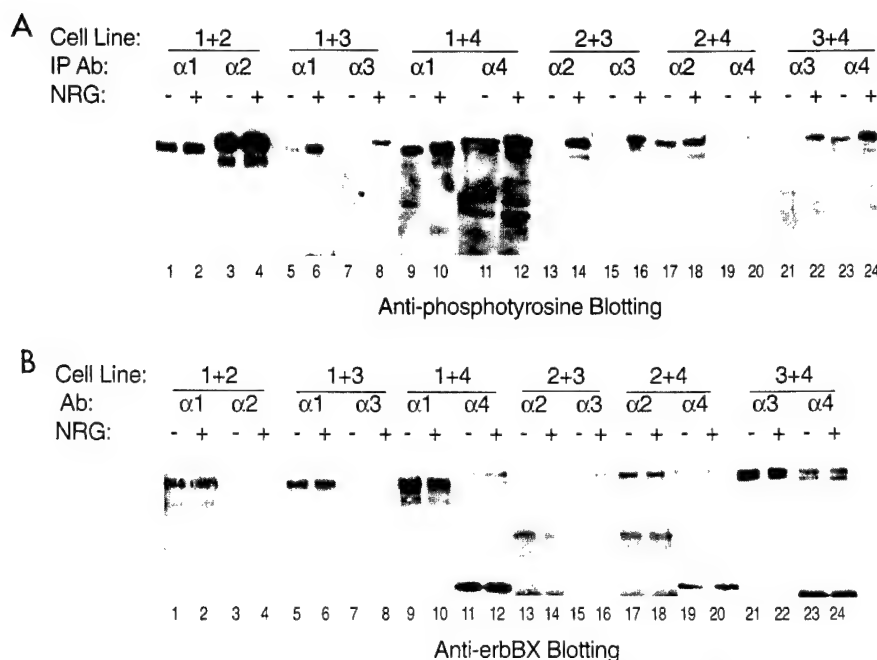 A
Cell Line: 1+2 1+3 1+4 2+3 2+4 3+4
IP Ab: α1 α2 α1 α3 α1 α4 α2 α3 α2 α4 α3 α4
NRG: - + - + - + - + - + - + - + - + - + - + - + - +
1 2 3 4 5 6 7 8 9 10 11 12 13 14 15 16 17 18 19 20 21 22 23 24
Anti-phosphotyrosine Blotting
B
Cell Line: 1+2 1+3 1+4 2+3 2+4 3+4
Ab: α1 α2 α1 α3 α1 α4 α2 α3 α2 α4 α3 α4
NRG: - + - + - + - + - + - + - + - + - + - + - + - +
1 2 3 4 5 6 7 8 9 10 11 12 13 14 15 16 17 18 19 20 21 22 23 24
Anti-erbBX Blotting